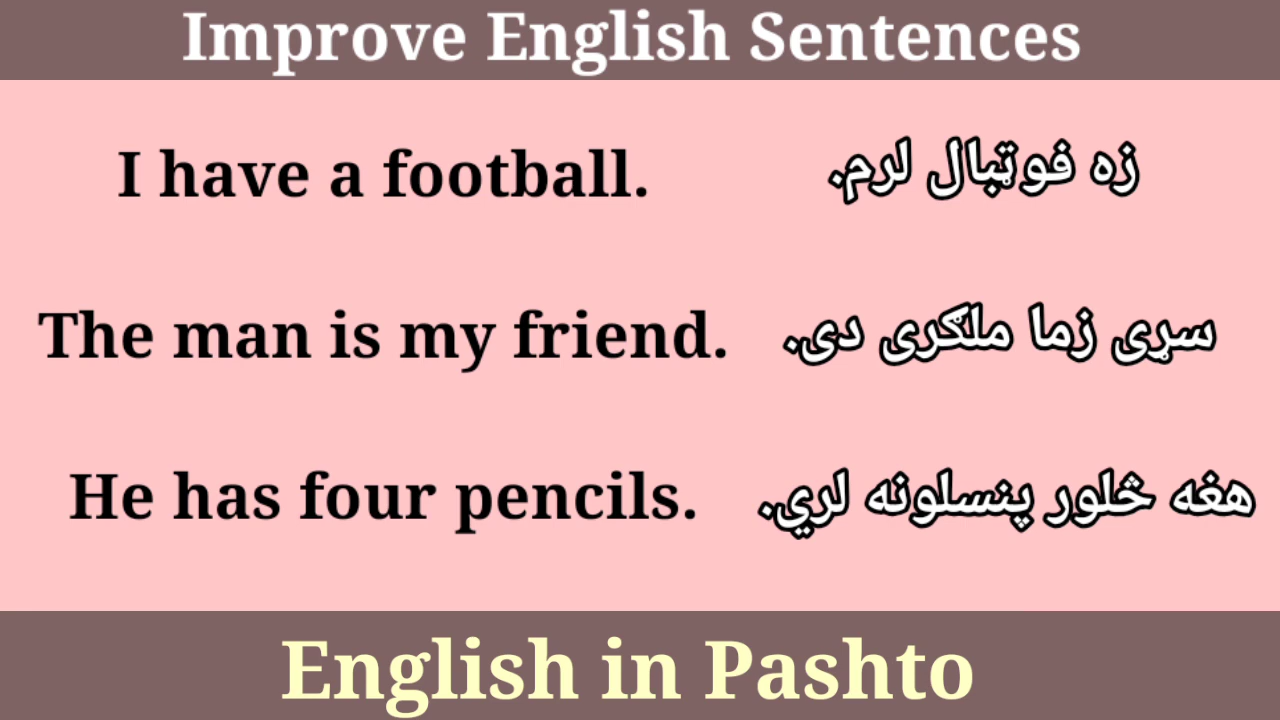 Improve English Sentences
I have a football. زه فوټبال لرم.
The man is my friend. سړی زما ملګری دی.
He has four pencils. هغه څلور پنسلونه لري.
English in Pashto